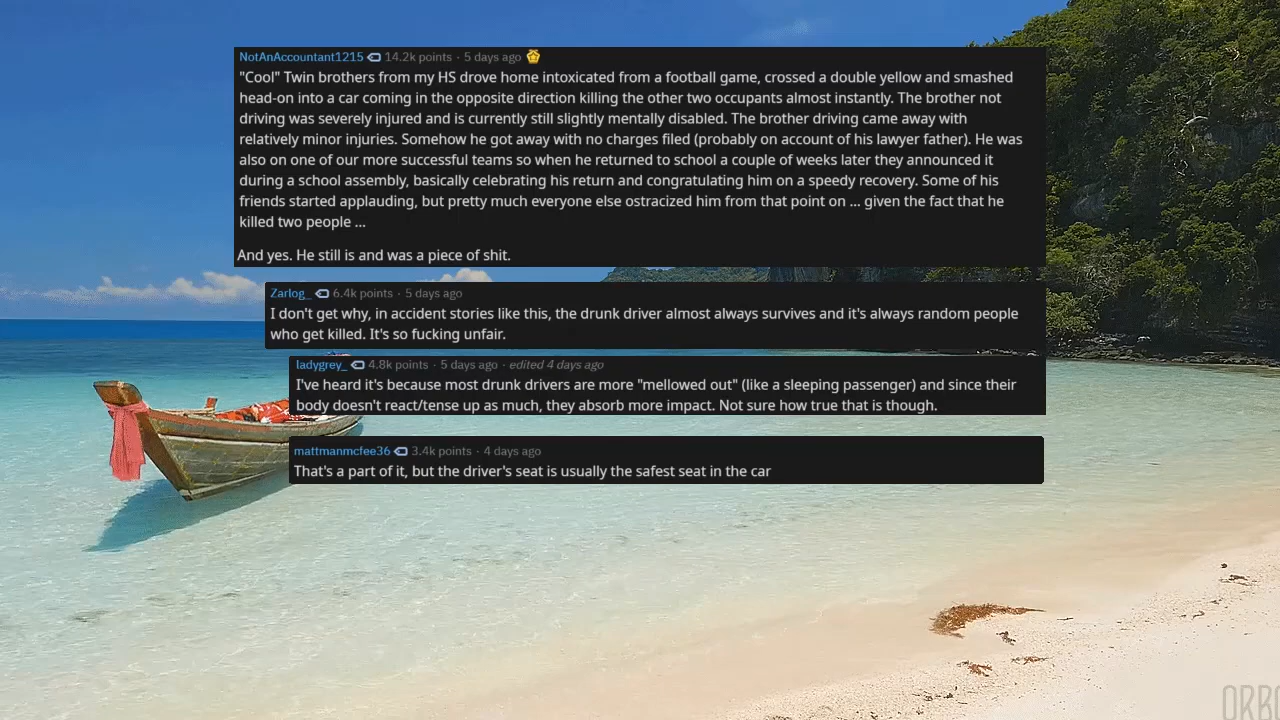 NotAnAccountant1215 14.2k points · 5 days ago
"Cool" Twin brothers from my HS drove home intoxicated from a football game, crossed a double yellow and smashed
head-on into a car coming in the opposite direction killing the other two occupants almost instantly. The brother not
driving was severely injured and is currently still slightly mentally disabled. The brother driving came away with
relatively minor injuries. Somehow he got away with no charges filed (probably on account of his lawyer father). He was
also on one of our more successful teams so when he returned to school a couple of weeks later they announced it
during a school assembly, basically celebrating his return and congratulating him on a speedy recovery. Some of his
friends started applauding, but pretty much everyone else ostracized him from that point on ... given the fact that he
killed two people ...
And yes. He still is and was a piece of shit.
Zarlog_ 6.4k points · 5 days ago
I don't get why, in accident stories like this, the drunk driver almost always survives and it's always random people
who get killed. It's so fucking unfair.
ladygrey_ 4.8k points · 5 days ago · edited 4 days ago
I've heard it's because most drunk drivers are more "mellowed out" (like a sleeping passenger) and since their
body doesn't react/tense up as much, they absorb more impact. Not sure how true that is though.
mattmanmcfee36 3.4k points · 4 days ago
That's a part of it, but the driver's seat is usually the safest seat in the car